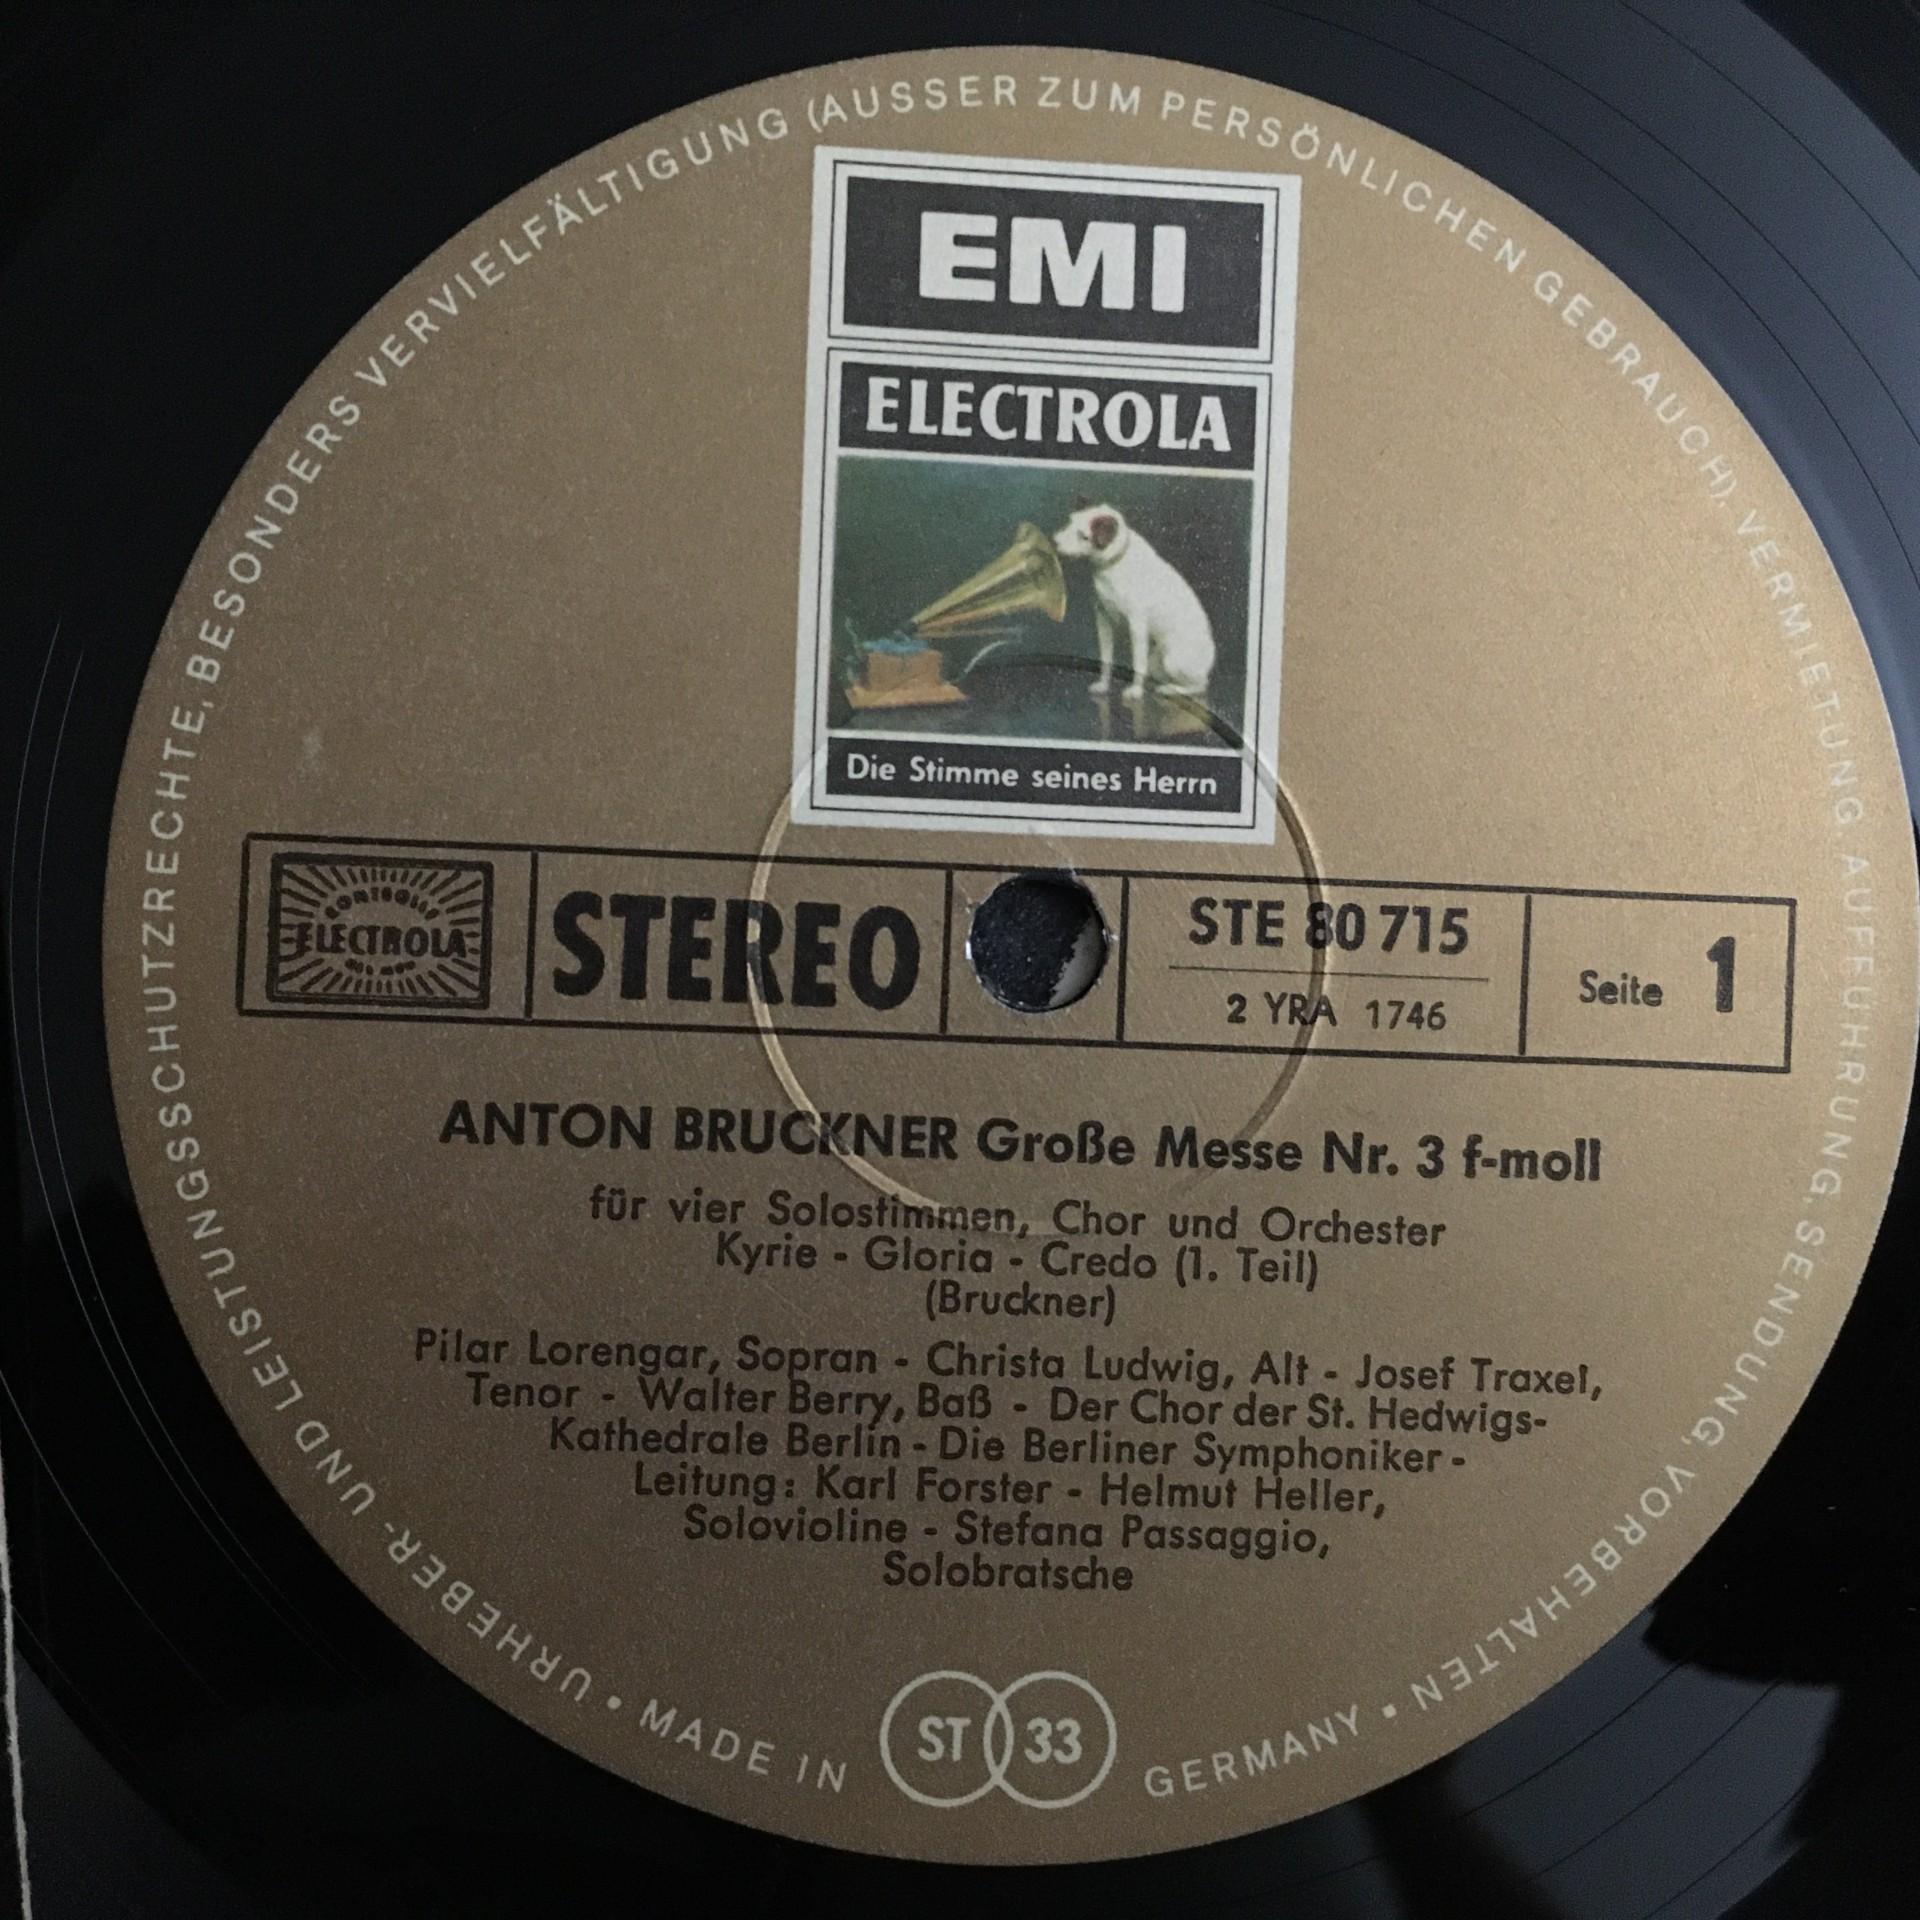 EMI
ELECTROLA
Die Stimme seines Herrn
ELECTROLA
STEREO
STE 80 715
2 YRA 1746
Seite 1
ANTON BRUCKNER Große Messe Nr. 3 f-moll
für vier Solostimmen, Chor und Orchester
Kyrie - Gloria - Credo (1. Teil)
(Bruckner)
Pilar Lorengar, Sopran - Christa Ludwig, Alt - Josef Traxel,
Tenor - Walter Berry, Baß - Der Chor der St. Hedwigs-
Kathedrale Berlin - Die Berliner Symphoniker -
Leitung: Karl Forster - Helmut Heller,
Solovioline - Stefana Passaggio,
Solobratsche
ST 33
URHEBER- UND LEISTUNGSSCHUTZRECHTE, BESONDERS VERVIELFÄLTIGUNG (AUSSER ZUM PERSÖNLICHEN GEBRAUCH), VERMIETUNG, AUFFÜHRUNG, SENDUNG, VORBEHALTEN •
MADE IN GERMANY •